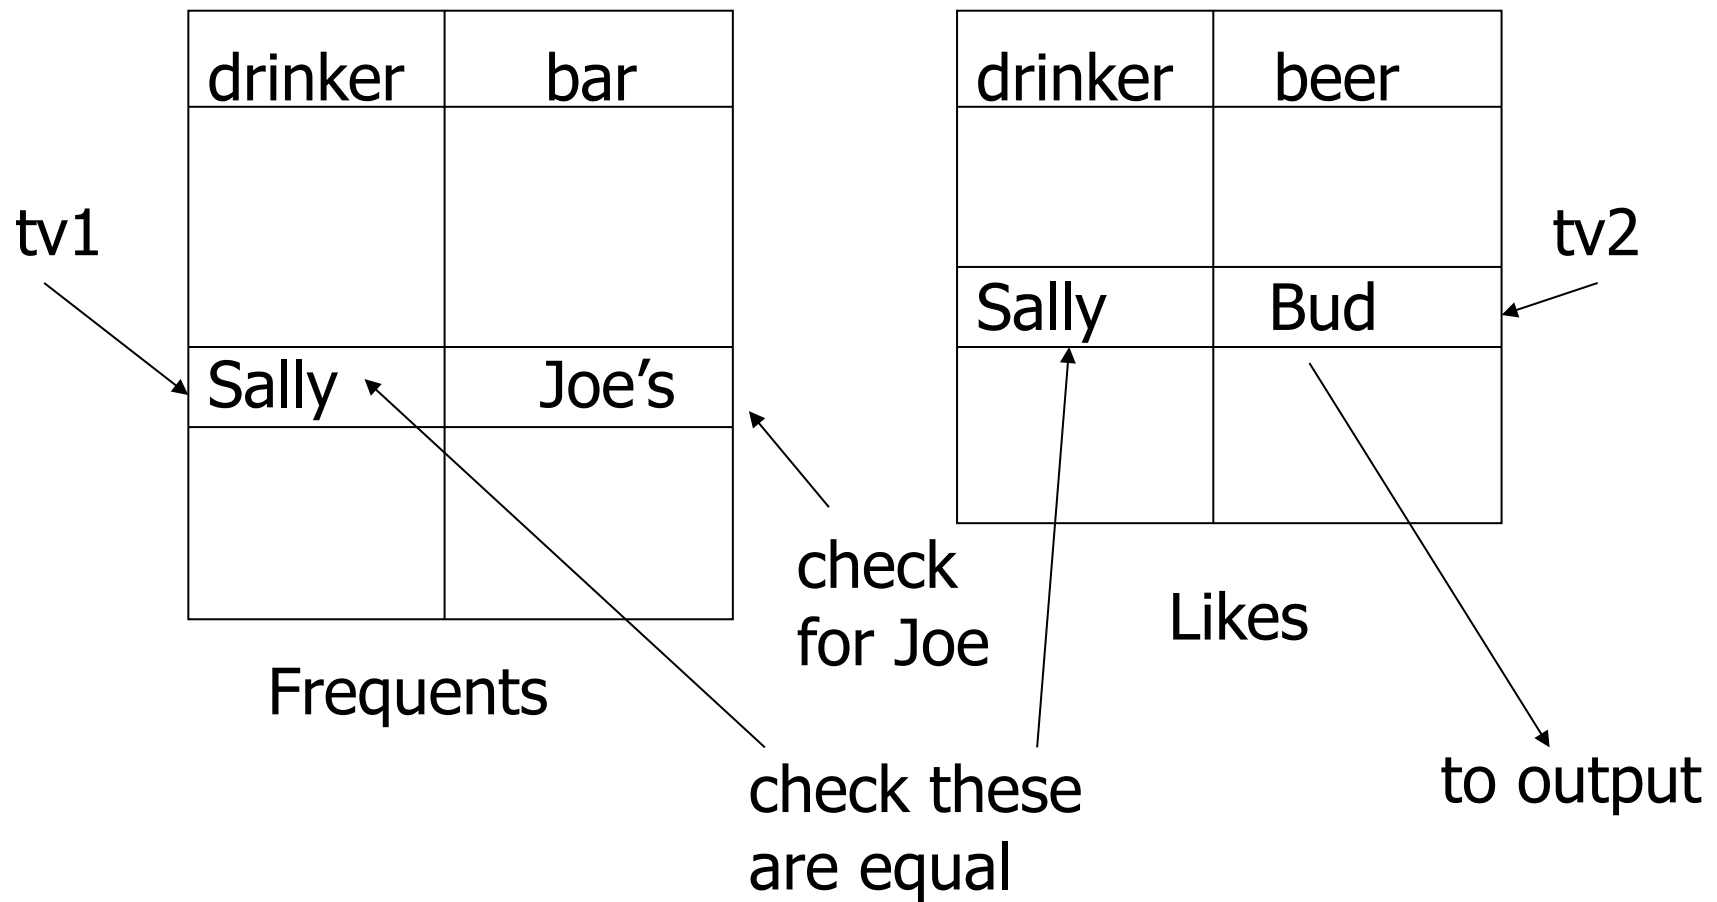 drinker bar
drinker beer
tv1
tv2
Sally Bud
Sally Joe’s
check
for Joe
Likes
Frequents
check these
are equal
to output